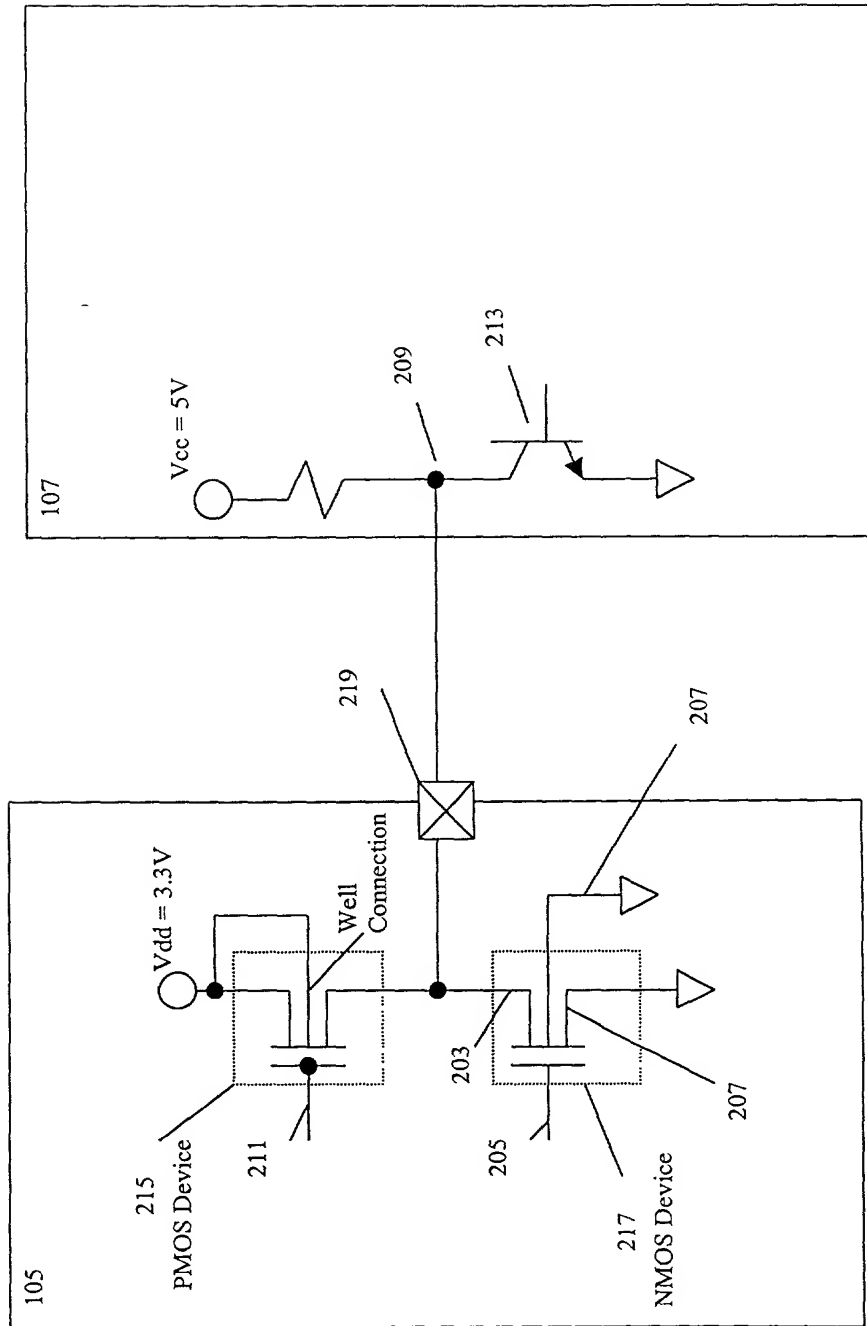 107
Vcc = 5V
209
213
219
207
105
Vdd = 3.3V
Well
Connection
203
207
211
205
215
PMOS Device
217
NMOS Device